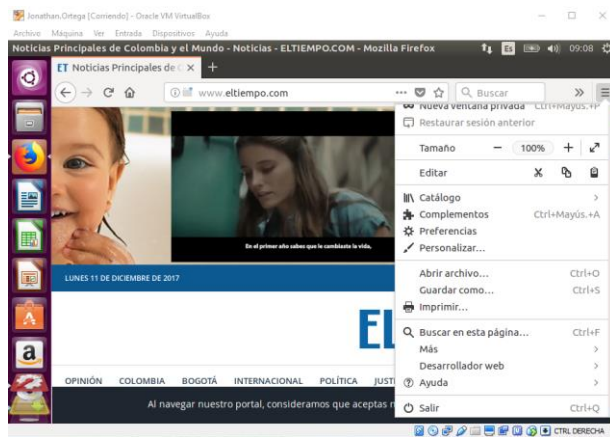 Jonathan.Ortega [Corriendo] - Oracle VM VirtualBox
Archivo Máquina Ver Entrada Dispositivos Ayuda
Noticias Principales de Colombia y el Mundo - Noticias - ELTIEMPO.COM - Mozilla Firefox Es 09:08
ET Noticias Principales de C
www.eltiempo.com Buscar
Nueva ventana privada Ctrl+Mayús.+P
Restaurar sesión anterior
Tamaño 100%
Editar
Catálogo
Complementos Ctrl+Mayús.+A
Preferencias
Personalizar...
En el primer año sabes que le cambiaste la vida,
LUNES 11 DE DICIEMBRE DE 2017
Abrir archivo... Ctrl+O
Guardar como... Ctrl+S
Imprimir...
EL
Buscar en esta página... Ctrl+F
Más
Desarrollador web
Ayuda
OPINIÓN COLOMBIA BOGOTÁ INTERNACIONAL POLÍTICA JUSTI
Al navegar nuestro portal, consideramos que aceptas n
Salir Ctrl+Q
CTRL DERECHA